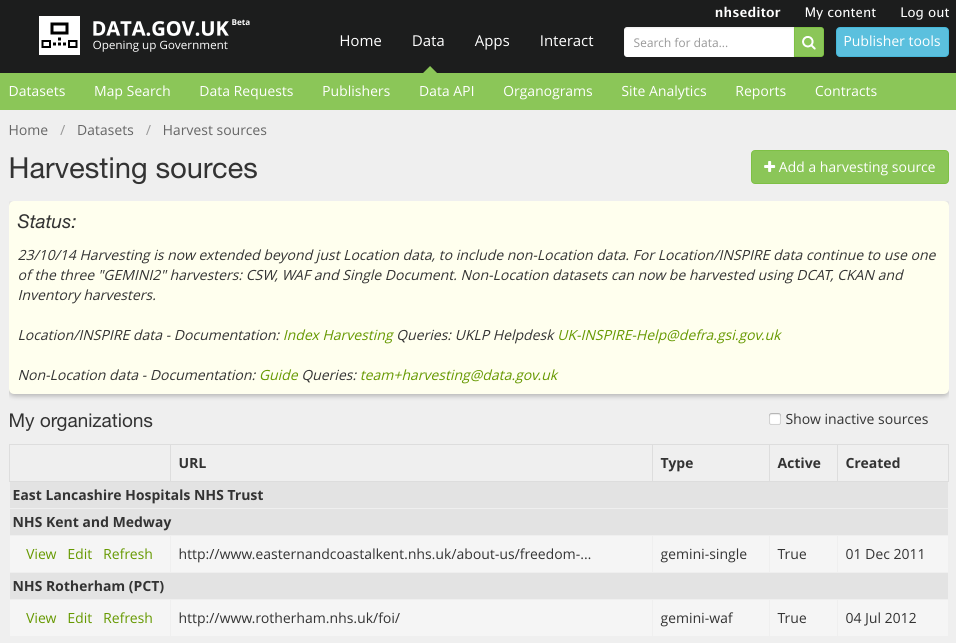 nhseditor My content Log out
DATA.GOV.UK Beta
Opening up Government
Home Data Apps Interact Search for data... Publisher tools
Datasets Map Search Data Requests Publishers Data API Organograms Site Analytics Reports Contracts
Home / Datasets / Harvest sources
Harvesting sources
Add a harvesting source
Status:
23/10/14 Harvesting is now extended beyond just Location data, to include non-Location data. For Location/INSPIRE data continue to use one
of the three "GEMINI2" harvesters: CSW, WAF and Single Document. Non-Location datasets can now be harvested using DCAT, CKAN and
Inventory harvesters.
Location/INSPIRE data - Documentation: Index Harvesting Queries: UKLP Helpdesk UK-INSPIRE-Help@defra.gsi.gov.uk
Non-Location data - Documentation: Guide Queries: team+harvesting@data.gov.uk
My organizations
Show inactive sources
URL Type Active Created
East Lancashire Hospitals NHS Trust
NHS Kent and Medway
View Edit Refresh http://www.easternandcoastalkent.nhs.uk/about-us/freedom-... gemini-single True 01 Dec 2011
NHS Rotherham (PCT)
View Edit Refresh http://www.rotherham.nhs.uk/foi/ gemini-waf True 04 Jul 2012